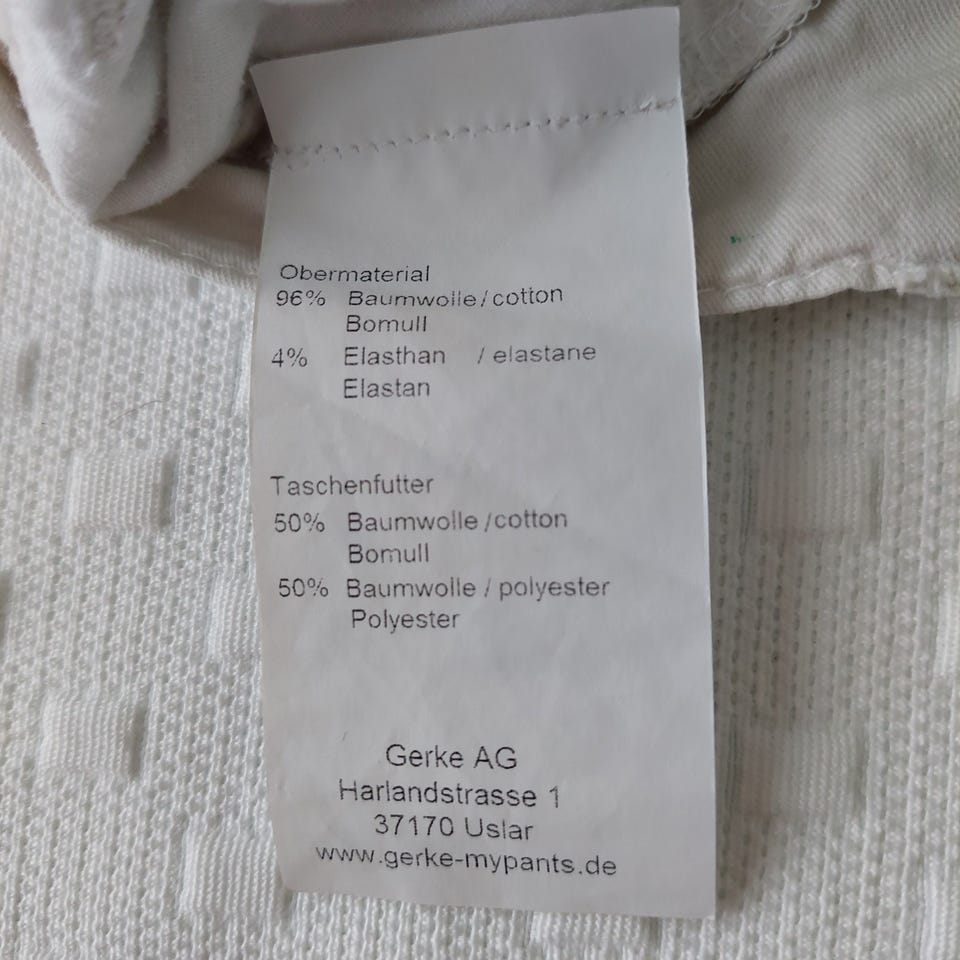 Obermaterial
96% Baumwolle/cotton
Bomull
4% Elasthan / elastane
Elastan
Taschenfutter
50% Baumwolle /cotton
Bomull
50% Baumwolle / polyester
Polyester
Gerke AG
Harlandstrasse 1
37170 Uslar
www.gerke-mypants.de